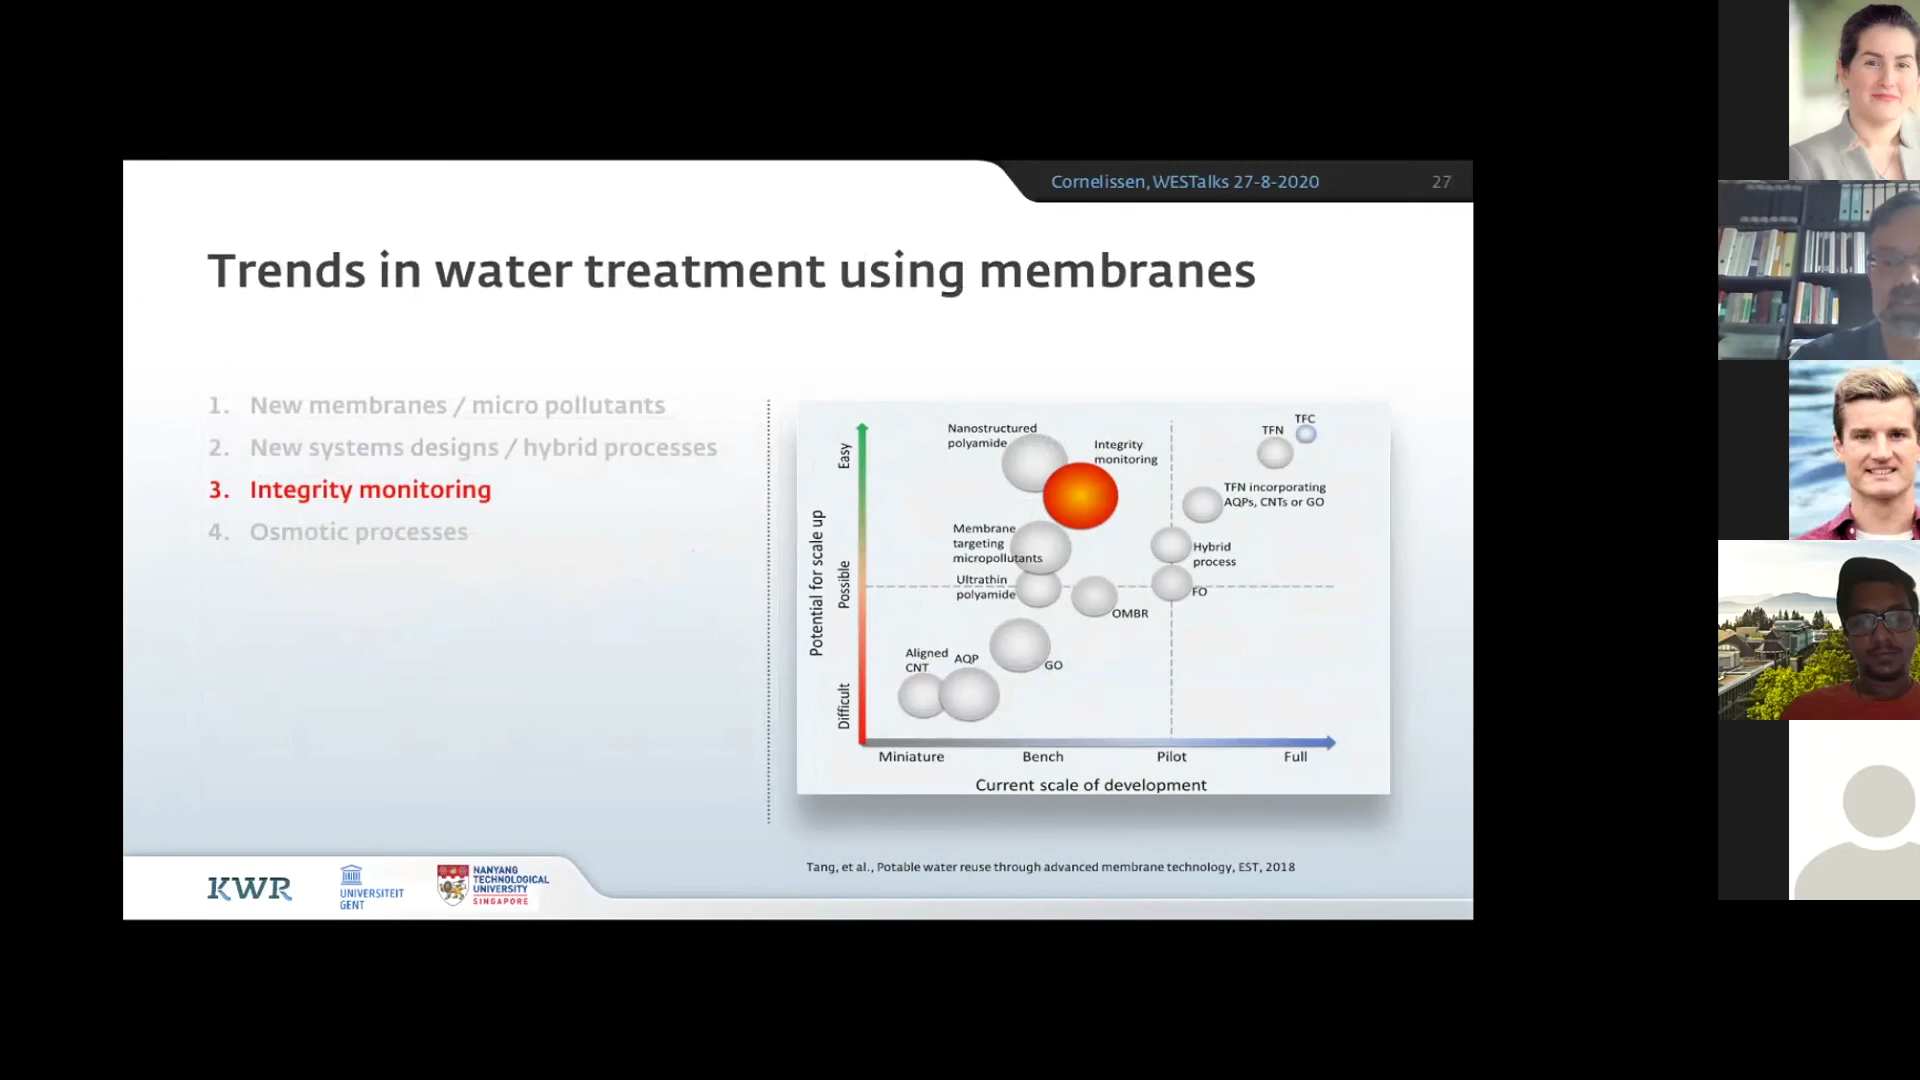 Cornelissen, WESTalks 27-8-2020
27
Trends in water treatment using membranes
1. New membranes / micro pollutants
2. New systems designs / hybrid processes
3. Integrity monitoring
4. Osmotic processes
Potential for scale up
Easy
Possible
Difficult
Nanostructured
polyamide
Integrity
monitoring
TFN
TFC
TFN incorporating
AQPs, CNTs or GO
Membrane
targeting
micropollutants
Hybrid
process
Ultrathin
polyamide
FO
OMBR
Aligned
CNT
AQP
GO
Miniature
Bench
Pilot
Full
Current scale of development
Tang, et al., Potable water reuse through advanced membrane technology, EST, 2018
KWR
UNIVERSITEIT
GENT
NANYANG
TECHNOLOGICAL
UNIVERSITY
SINGAPORE